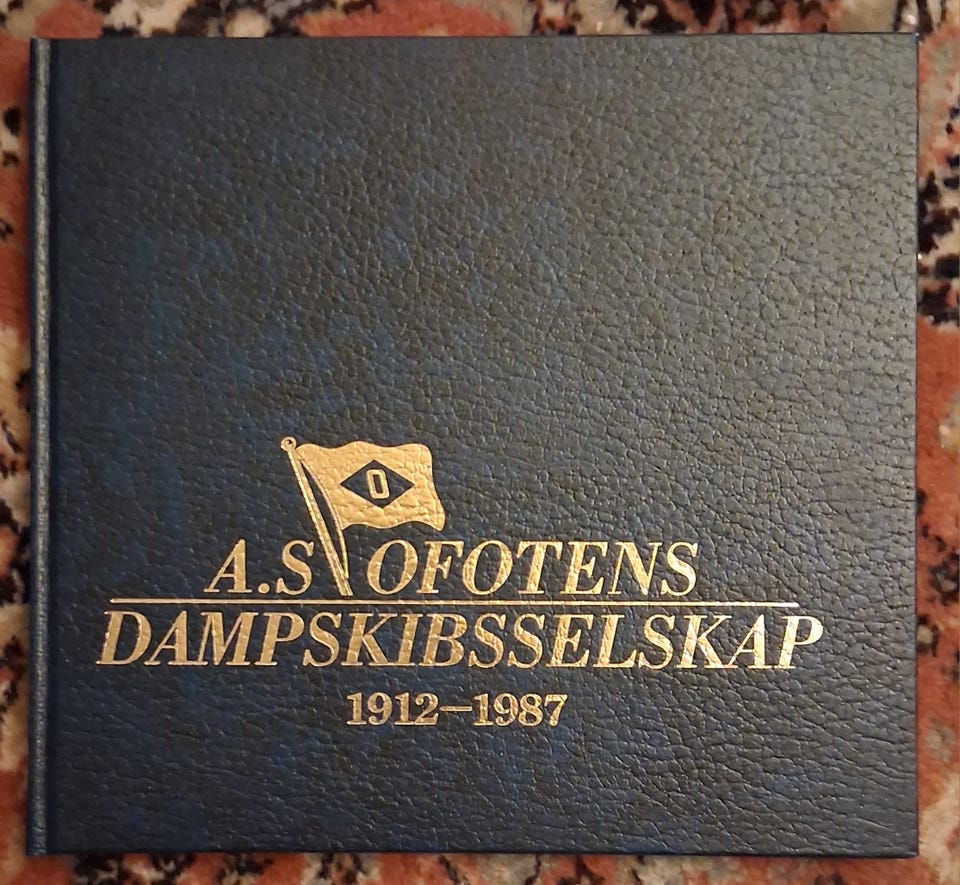 O
A.S OFOTENS
DAMPSKIBSSELSKAP
1912–1987